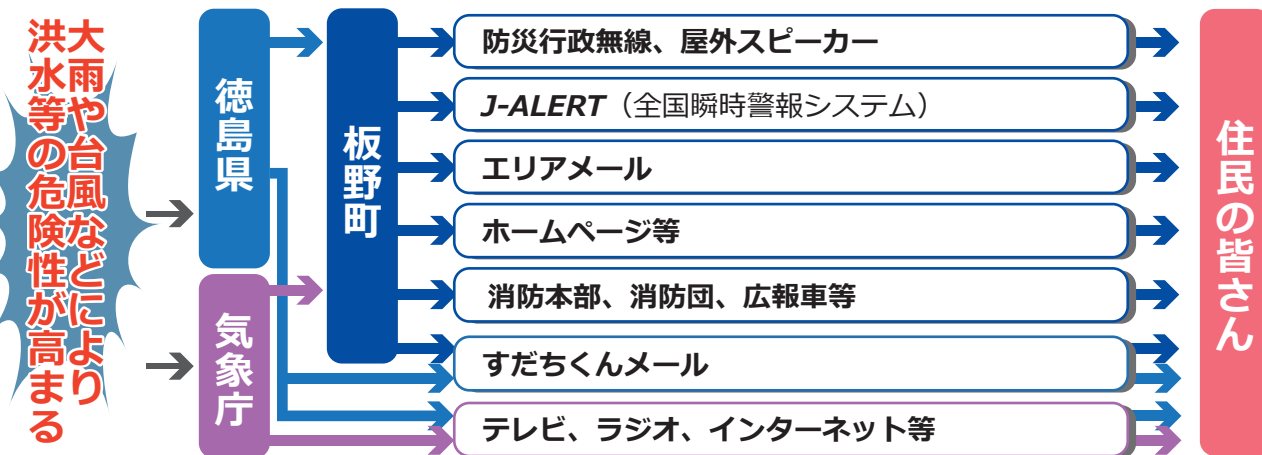 大雨や台風などにより
洪水等の危険性が高まる
徳島県
気象庁
板野町
防災行政無線、屋外スピーカー
J-ALERT（全国瞬時警報システム）
エリアメール
ホームページ等
消防本部、消防団、広報車等
すだちくんメール
テレビ、ラジオ、インターネット等
住民の皆さん